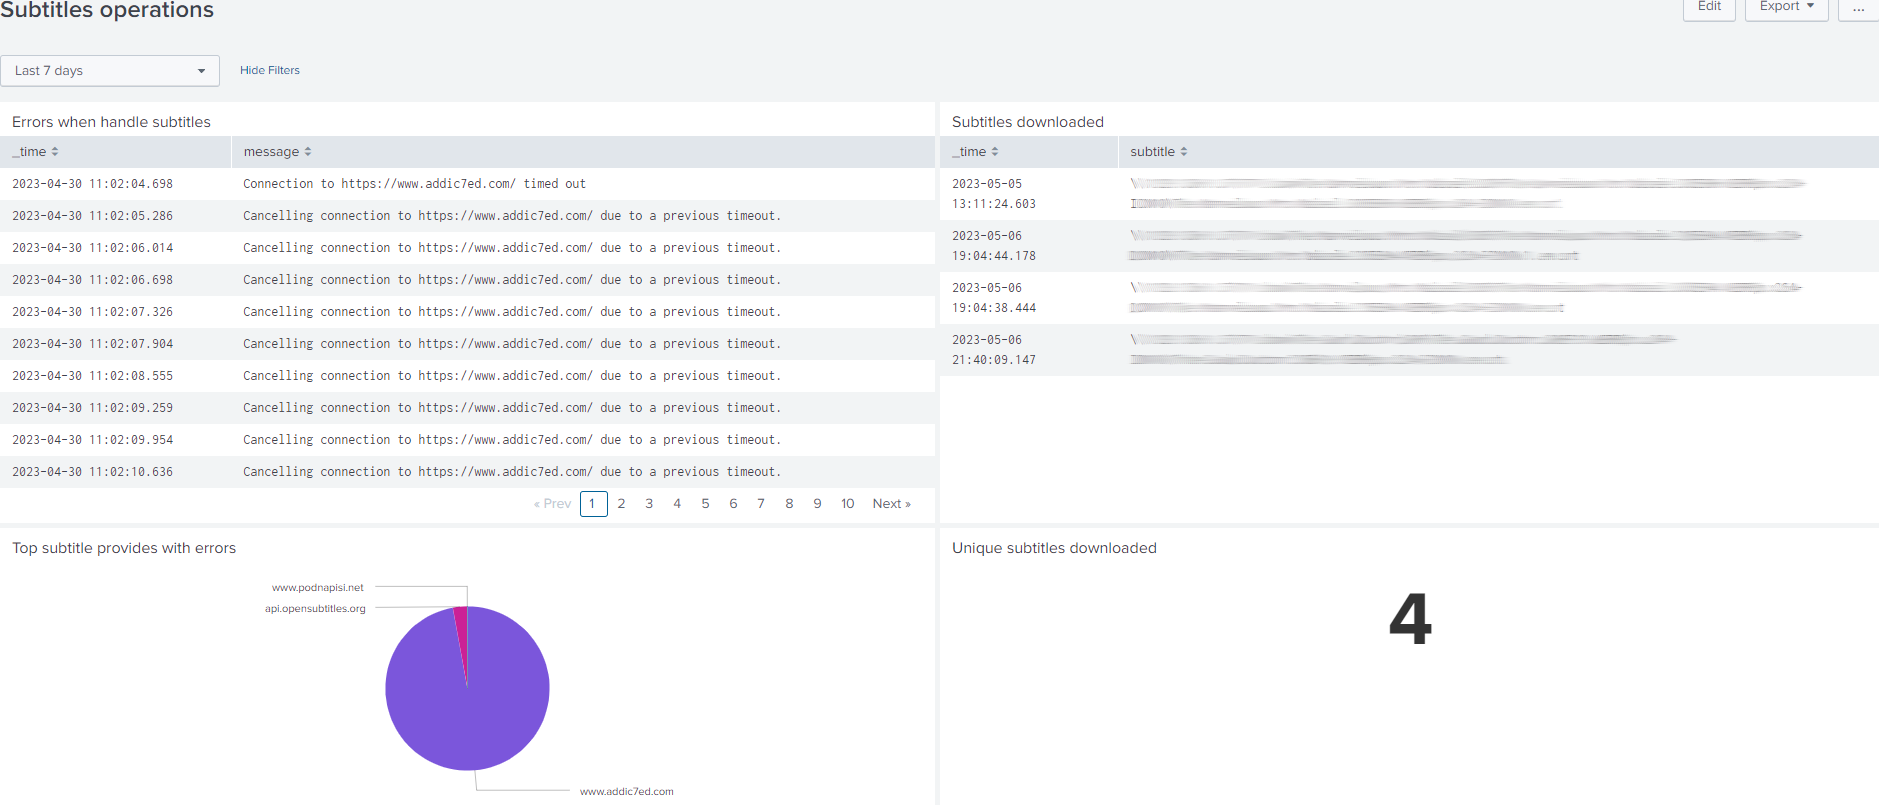 Subtitles operations
Edit
Export
...
Last 7 days
Hide Filters
Errors when handle subtitles
_time message
2023-04-30 11:02:04.698 Connection to https://www.addic7ed.com/ timed out
2023-04-30 11:02:05.286 Cancelling connection to https://www.addic7ed.com/ due to a previous timeout.
2023-04-30 11:02:06.014 Cancelling connection to https://www.addic7ed.com/ due to a previous timeout.
2023-04-30 11:02:06.698 Cancelling connection to https://www.addic7ed.com/ due to a previous timeout.
2023-04-30 11:02:07.326 Cancelling connection to https://www.addic7ed.com/ due to a previous timeout.
2023-04-30 11:02:07.904 Cancelling connection to https://www.addic7ed.com/ due to a previous timeout.
2023-04-30 11:02:08.555 Cancelling connection to https://www.addic7ed.com/ due to a previous timeout.
2023-04-30 11:02:09.259 Cancelling connection to https://www.addic7ed.com/ due to a previous timeout.
2023-04-30 11:02:09.954 Cancelling connection to https://www.addic7ed.com/ due to a previous timeout.
2023-04-30 11:02:10.636 Cancelling connection to https://www.addic7ed.com/ due to a previous timeout.
« Prev 1 2 3 4 5 6 7 8 9 10 Next »
Subtitles downloaded
_time subtitle
2023-05-05
13:11:24.603
2023-05-06
19:04:44.178
2023-05-06
19:04:38.444
2023-05-06
21:40:09.147
Top subtitle provides with errors
www.podnapisi.net
api.opensubtitles.org
www.addic7ed.com
Unique subtitles downloaded
4